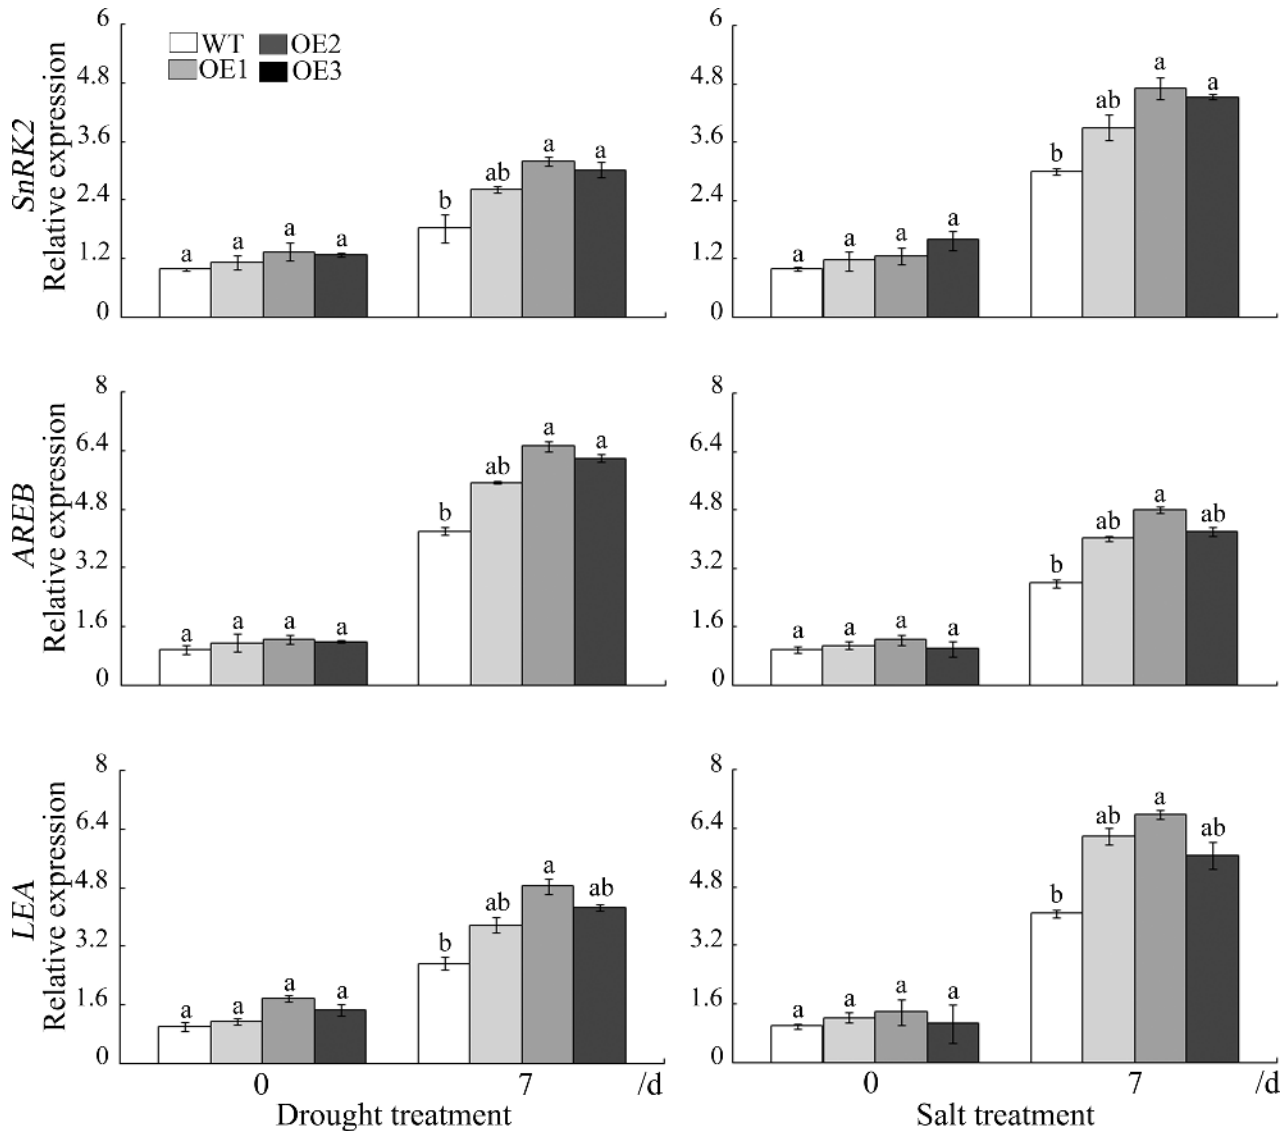 6
4.8
3.6
2.4
1.2
0
SnRK2
Relative expression
WT OE2
OE1 OE3
a a a a b ab a a
6
4.8
3.6
2.4
1.2
0
a a a a b ab a a
8
6.4
4.8
3.2
1.6
0
AREB
Relative expression
a a a a b ab a a
8
6.4
4.8
3.2
1.6
0
a a a a b ab a ab
8
6.4
4.8
3.2
1.6
0
LEA
Relative expression
a a a a b ab a ab
0 7 /d
Drought treatment
8
6.4
4.8
3.2
1.6
0
a a a a b ab a ab
0 7 /d
Salt treatment